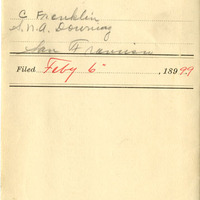 C Franklin
S.N.A. Downing
San Francisco
Filed Feby 6" , 1899